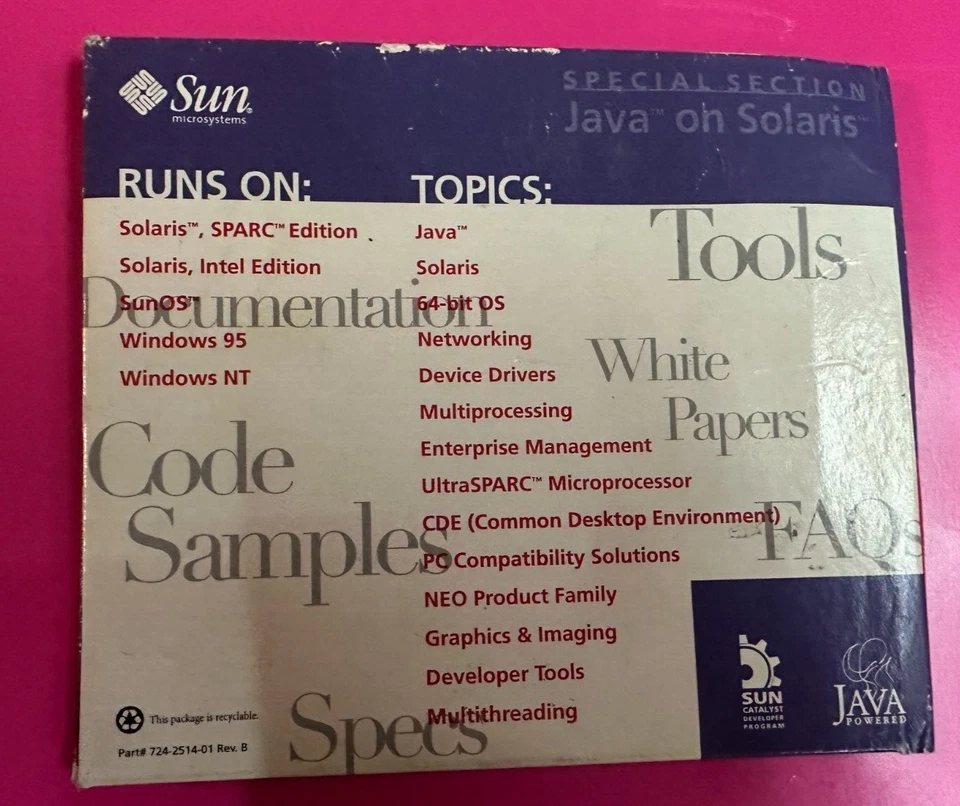 Sun®
microsystems
SPECIAL SECTION
Java™ on Solaris™
RUNS ON:
Solaris™, SPARC™ Edition
Solaris, Intel Edition
SunOS™
Windows 95
Windows NT
TOPICS:
Java™
Solaris
64-bit OS
Networking
Device Drivers
Multiprocessing
Enterprise Management
UltraSPARC™ Microprocessor
CDE (Common Desktop Environment)
PC Compatibility Solutions
NEO Product Family
Graphics & Imaging
Developer Tools
Multithreading
Tools
Documentation
White
Papers
Code
Samples
FAQs
Specs
This package is recyclable.
Part# 724-2514-01 Rev. B
SUN
CATALYST
DEVELOPER
PROGRAM
JAVA
POWERED